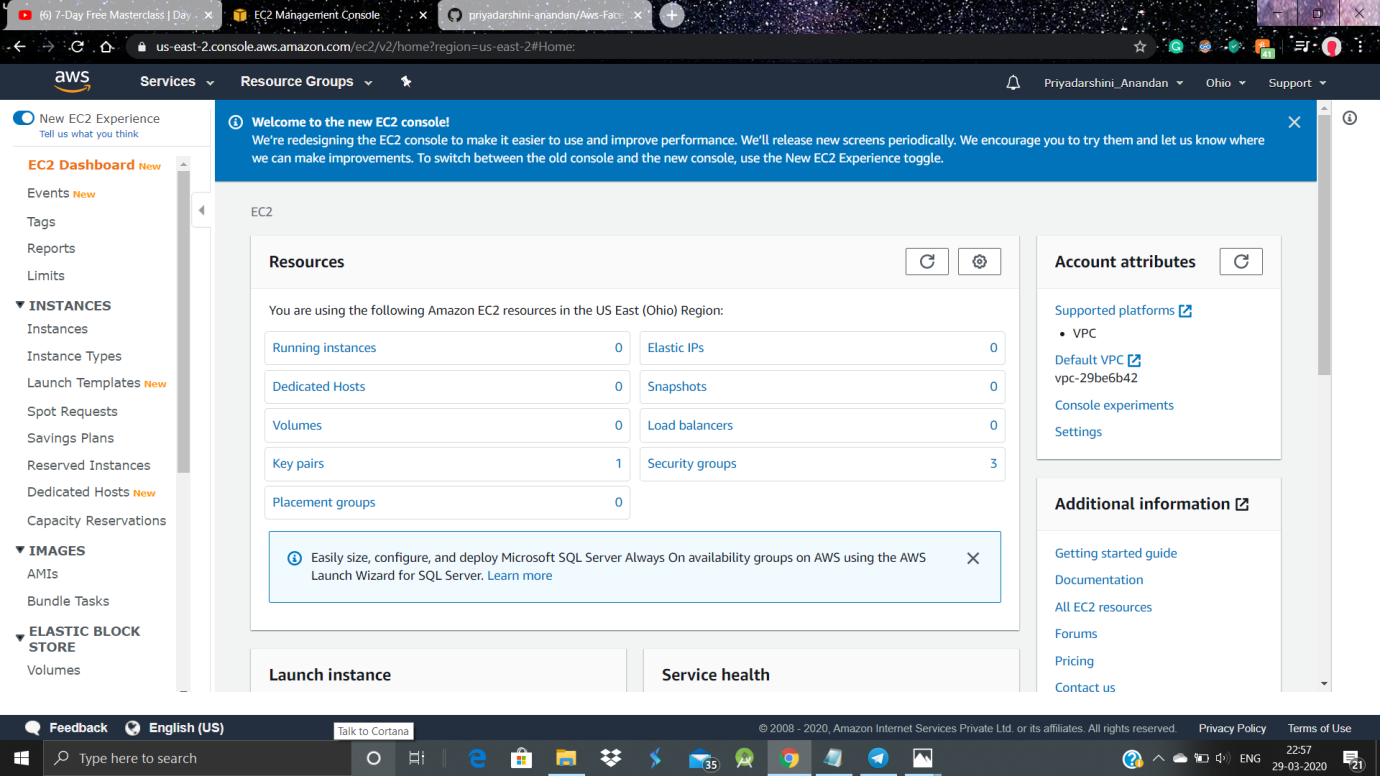 (6) 7-Day Free Masterclass | Day
EC2 Management Console
priyadarshini-anandan/Aws-Face
us-east-2.console.aws.amazon.com/ec2/v2/home?region=us-east-2#Home:
41
aws
Services
Resource Groups
Priyadarshini_Anandan
Ohio
Support
New EC2 Experience
Tell us what you think
EC2 Dashboard New
Events New
Tags
Reports
Limits
INSTANCES
Instances
Instance Types
Launch Templates New
Spot Requests
Savings Plans
Reserved Instances
Dedicated Hosts New
Capacity Reservations
IMAGES
AMIs
Bundle Tasks
ELASTIC BLOCK
STORE
Volumes
Welcome to the new EC2 console!
We're redesigning the EC2 console to make it easier to use and improve performance. We'll release new screens periodically. We encourage you to try them and let us know where
we can make improvements. To switch between the old console and the new console, use the New EC2 Experience toggle.
EC2
Resources
You are using the following Amazon EC2 resources in the US East (Ohio) Region:
Running instances 0
Elastic IPs 0
Dedicated Hosts 0
Snapshots 0
Volumes 0
Load balancers 0
Key pairs 1
Security groups 3
Placement groups 0
Easily size, configure, and deploy Microsoft SQL Server Always On availability groups on AWS using the AWS
Launch Wizard for SQL Server. Learn more
Launch instance
Service health
Account attributes
Supported platforms
• VPC
Default VPC
vpc-29be6b42
Console experiments
Settings
Additional information
Getting started guide
Documentation
All EC2 resources
Forums
Pricing
Contact us
Feedback
English (US)
Talk to Cortana
© 2008 - 2020, Amazon Internet Services Private Ltd. or its affiliates. All rights reserved.
Privacy Policy
Terms of Use
Type here to search
35
ENG
22:57
29-03-2020
21